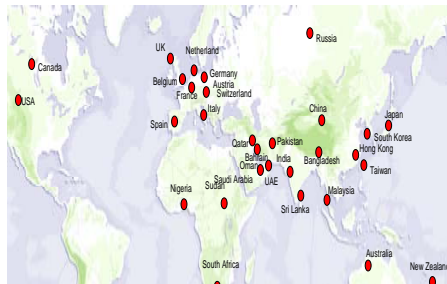 Russia
UK
Netherland
Canada
Belgium
Germany
Austria
France
Switzerland
USA
Italy
China
Japan
Spain
South Korea
Qatar
Pakistan
Hong Kong
Bahrain
India
Bangladesh
Oman
Taiwan
Saudi Arabia
UAE
Nigeria
Sudan
Malaysia
Sri Lanka
Australia
South Africa
New Zealand